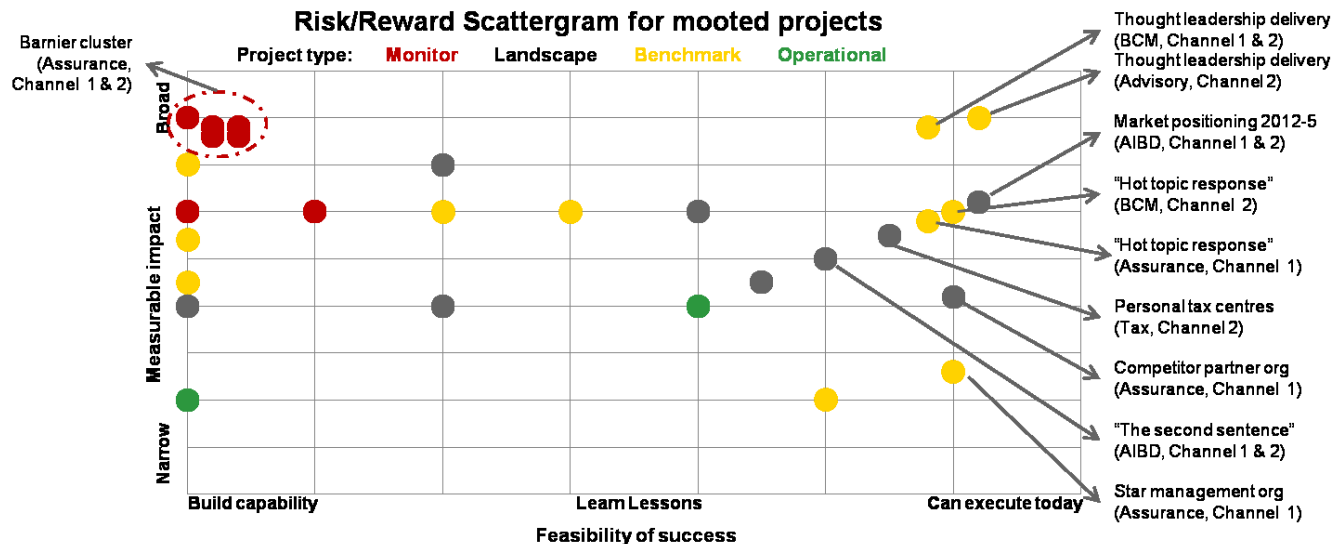 Risk/Reward Scattergram for mooted projects
Project type: Monitor Landscape Benchmark Operational
Barnier cluster
(Assurance,
Channel 1 & 2)
Broad
Measurable impact
Narrow
Build capability
Learn Lessons
Can execute today
Feasibility of success
Thought leadership delivery
(BCM, Channel 1 & 2)
Thought leadership delivery
(Advisory, Channel 2)
Market positioning 2012-5
(AIBD, Channel 1 & 2)
"Hot topic response"
(BCM, Channel 2)
"Hot topic response"
(Assurance, Channel 1)
Personal tax centres
(Tax, Channel 2)
Competitor partner org
(Assurance, Channel 1)
"The second sentence"
(AIBD, Channel 1 & 2)
Star management org
(Assurance, Channel 1)